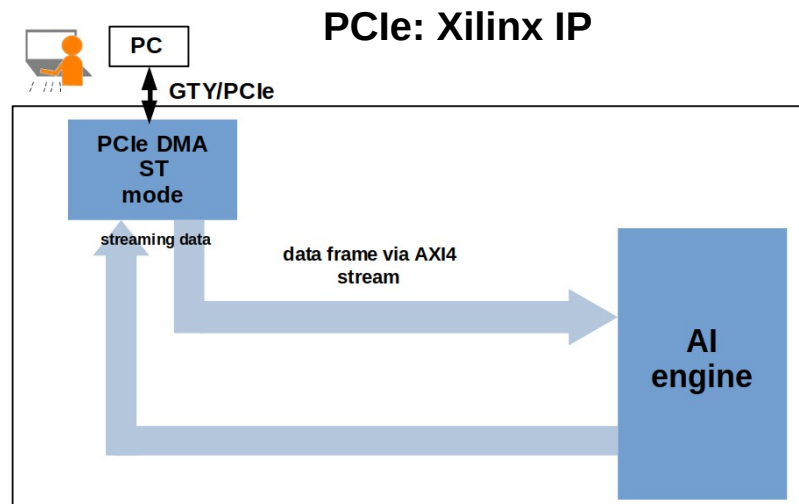 PCIe: Xilinx IP
PC
GTY/PCIe
PCIe DMA
ST
mode
streaming data
data frame via AXI4
stream
AI
engine